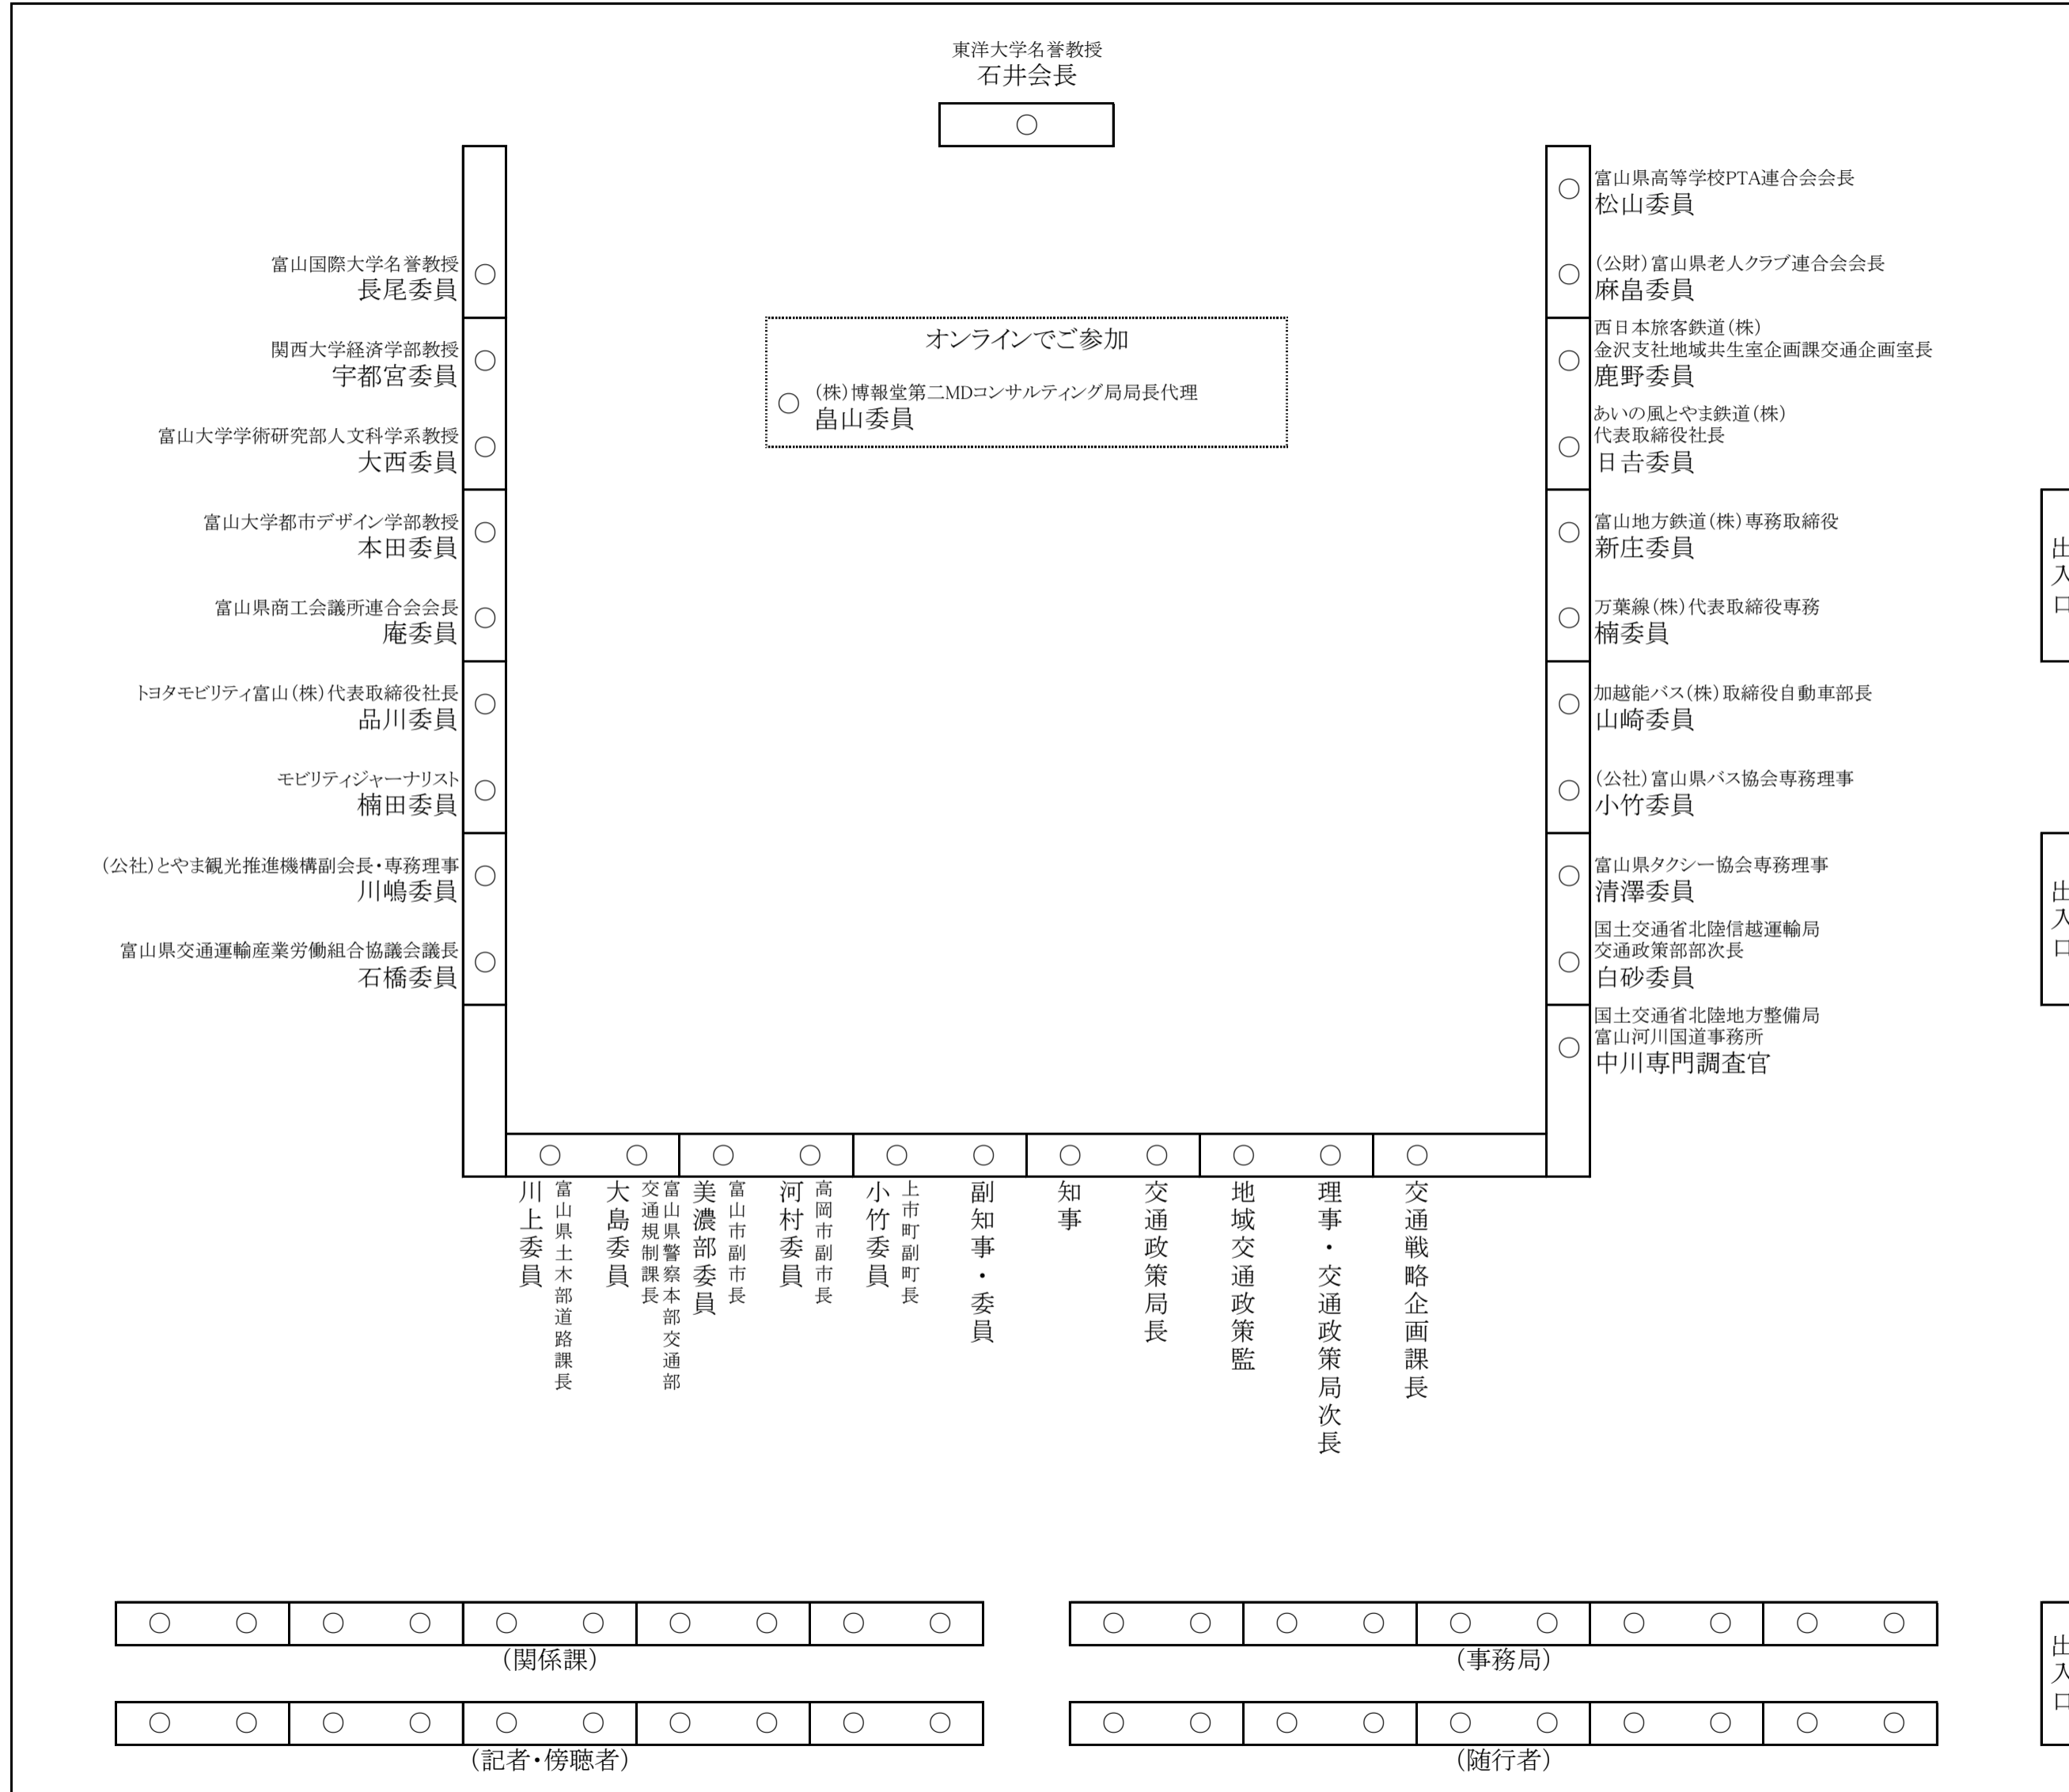 東洋大学名誉教授
石井会長
富山国際大学名誉教授
長尾委員
関西大学経済学部教授
宇都宮委員
富山大学学術研究部人文科学系教授
大西委員
富山大学都市デザイン学部教授
本田委員
富山県商工会議所連合会会長
庵委員
トヨタモビリティ富山(株)代表取締役社長
品川委員
モビリティジャーナリスト
楠田委員
(公社)とやま観光推進機構副会長・専務理事
川嶋委員
富山県交通運輸産業労働組合協議会議長
石橋委員
オンラインでご参加
(株)博報堂第二MDコンサルティング局局長代理
畠山委員
富山県高等学校PTA連合会会長
松山委員
(公財)富山県老人クラブ連合会会長
麻畠委員
西日本旅客鉄道(株)
金沢支社地域共生室企画課交通企画室長
鹿野委員
あいの風とやま鉄道(株)
代表取締役社長
日𠮷委員
富山地方鉄道(株)専務取締役
新庄委員
万葉線(株)代表取締役専務
楠委員
加越能バス(株)取締役自動車部長
山崎委員
(公社)富山県バス協会専務理事
小竹委員
富山県タクシー協会専務理事
清澤委員
国土交通省北陸信越運輸局
交通政策部部次長
白砂委員
国土交通省北陸地方整備局
富山河川国道事務所
中川専門調査官
富山県土木部道路課長
川上委員
富山県警察本部交通部
交通規制課長
大島委員
富山市副市長
美濃部委員
高岡市副市長
河村委員
上市町副町長
小竹委員
副知事・委員
知事
交通政策局長
地域交通政策監
理事・交通政策局次長
交通戦略企画課長
出入口
出入口
出入口
(関係課)
(事務局)
(記者・傍聴者)
(随行者)